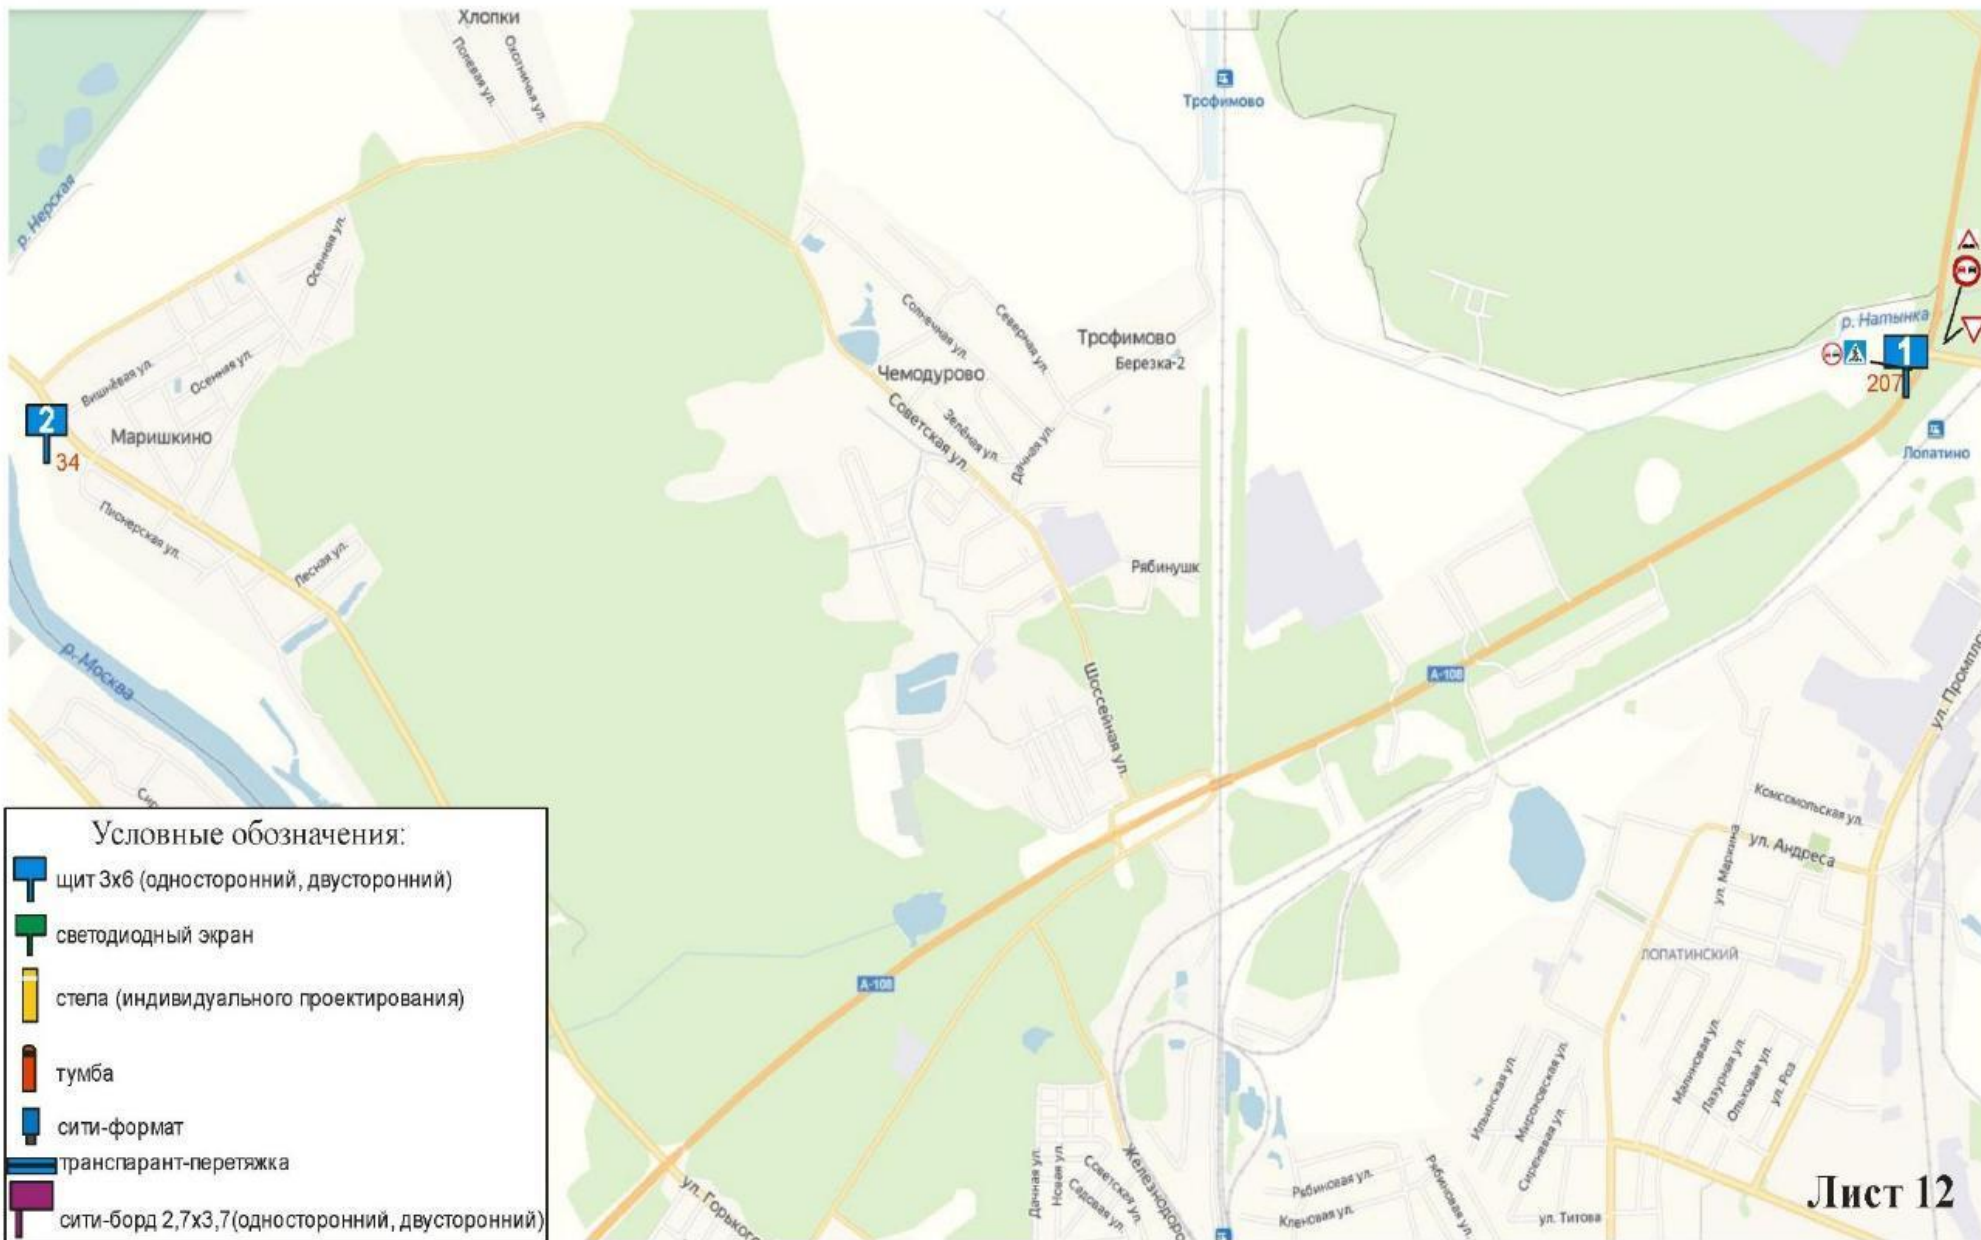 Хлопки
Полевая ул.
Охотничья ул.
Трофимово
р. Нерская
Осенняя ул.
р. Натынка
Солнечная ул.
Северная ул.
Трофимово
Березка-2
1
207
Вишнёвая ул.
Осенняя ул.
Чемодурово
2
34
Маришкино
Советская ул.
Зелёная ул.
Дачная ул.
Лопатино
Пионерская ул.
Лесная ул.
Рябинушк
р. Москва
Шоссейная ул.
А-108
ул. Промпло
Сир
Комсомольская ул.
ул. Андреса
ул. Маркина
ЛОПАТИНСКИЙ
А-108
Малиновая ул.
Лазурная ул.
Ольховая ул.
ул. Роз
Ильинская ул.
Мироновская ул.
Сиреневая ул.
Дачная ул.
Новая ул.
Советская ул.
Садовая ул.
Железнодоро
Рябиновая ул.
Кленовая ул.
Рябиновая ул.
ул. Титова
ул. Горького
Условные обозначения:
щит 3х6 (односторонний, двусторонний)
светодиодный экран
стела (индивидуального проектирования)
тумба
сити-формат
транспарант-перетяжка
сити-борд 2,7х3,7(односторонний, двусторонний)
Лист 12